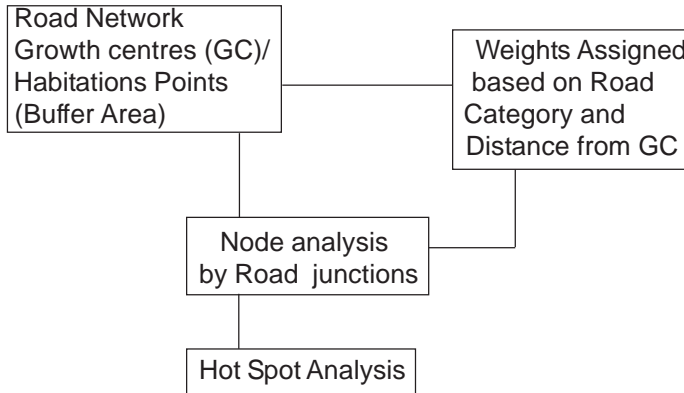 Road Network
Growth centres (GC)/
Habitations Points
(Buffer Area)
Weights Assigned
based on Road
Category and
Distance from GC
Node analysis
by Road junctions
Hot Spot Analysis